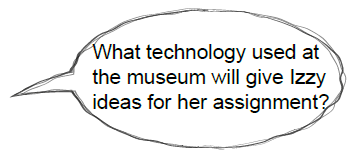 What technology used at
the museum will give Izzy
ideas for her assignment?